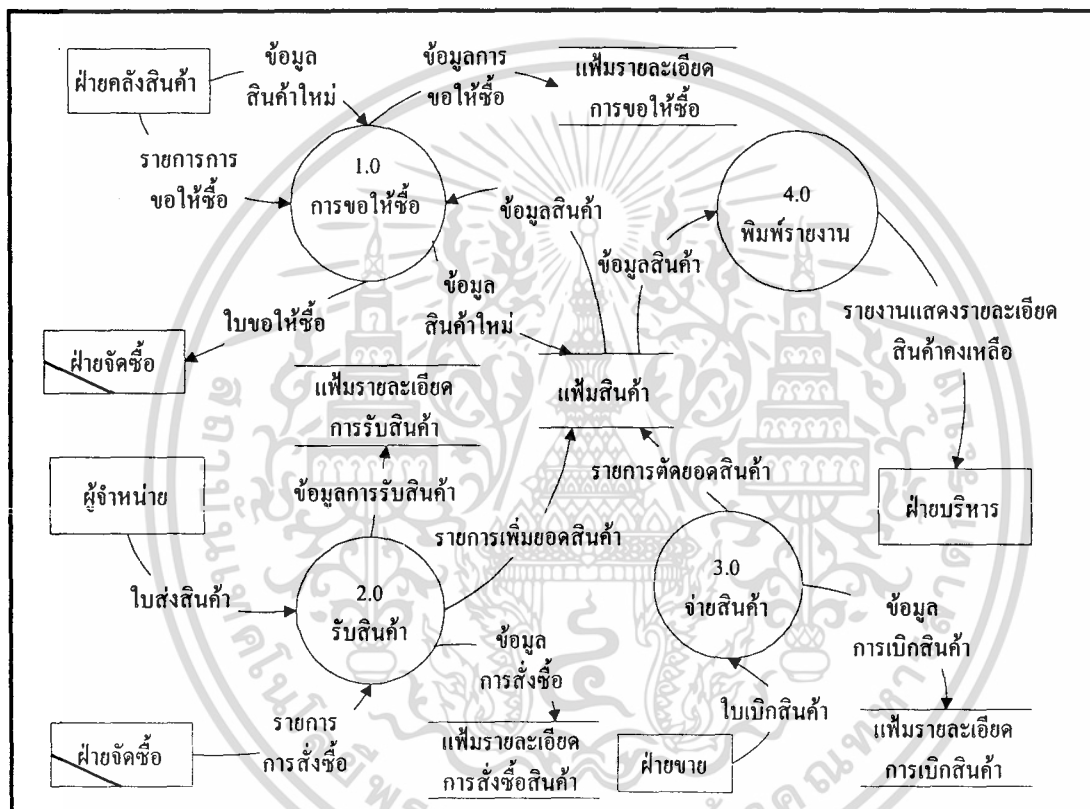 ฝ่ายคลังสินค้า
ข้อมูล
สินค้าใหม่
ข้อมูลการ
ขอให้ซื้อ
แฟ้มรายละเอียด
การขอให้ซื้อ
รายการการ
ขอให้ซื้อ
1.0
การขอให้ซื้อ
4.0
พิมพ์รายงาน
ข้อมูลสินค้า
ข้อมูลสินค้า
ข้อมูล
สินค้าใหม่
ใบขอให้ซื้อ
รายงานแสดงรายละเอียด
สินค้าคงเหลือ
ฝ่ายจัดซื้อ
แฟ้มรายละเอียด
การรับสินค้า
แฟ้มสินค้า
ผู้จำหน่าย
ข้อมูลการรับสินค้า
รายการตัดยอดสินค้า
ฝ่ายบริหาร
รายการเพิ่มยอดสินค้า
ใบส่งสินค้า
2.0
รับสินค้า
3.0
จ่ายสินค้า
ข้อมูล
การสั่งซื้อ
ข้อมูล
การเบิกสินค้า
รายการ
การสั่งซื้อ
ใบเบิกสินค้า
ฝ่ายจัดซื้อ
แฟ้มรายละเอียด
การสั่งซื้อสินค้า
ฝ่ายขาย
แฟ้มรายละเอียด
การเบิกสินค้า